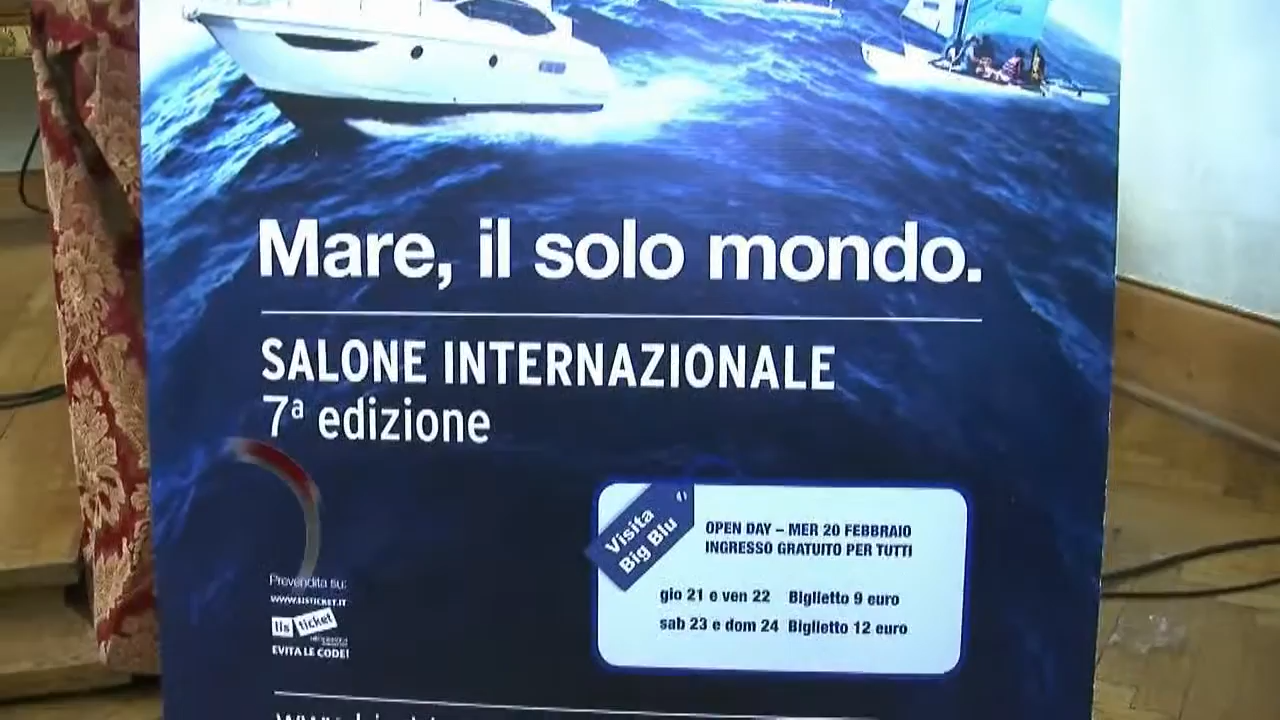 Mare, il solo mondo.
SALONE INTERNAZIONALE
7ª edizione
Visita
Big Blu
OPEN DAY – MER 20 FEBBRAIO
INGRESSO GRATUITO PER TUTTI
gio 21 e ven 22 Biglietto 9 euro
sab 23 e dom 24 Biglietto 12 euro
Prevendita su:
WWW.LISTICKET.IT
lis ticket
EVITA LE CODE!